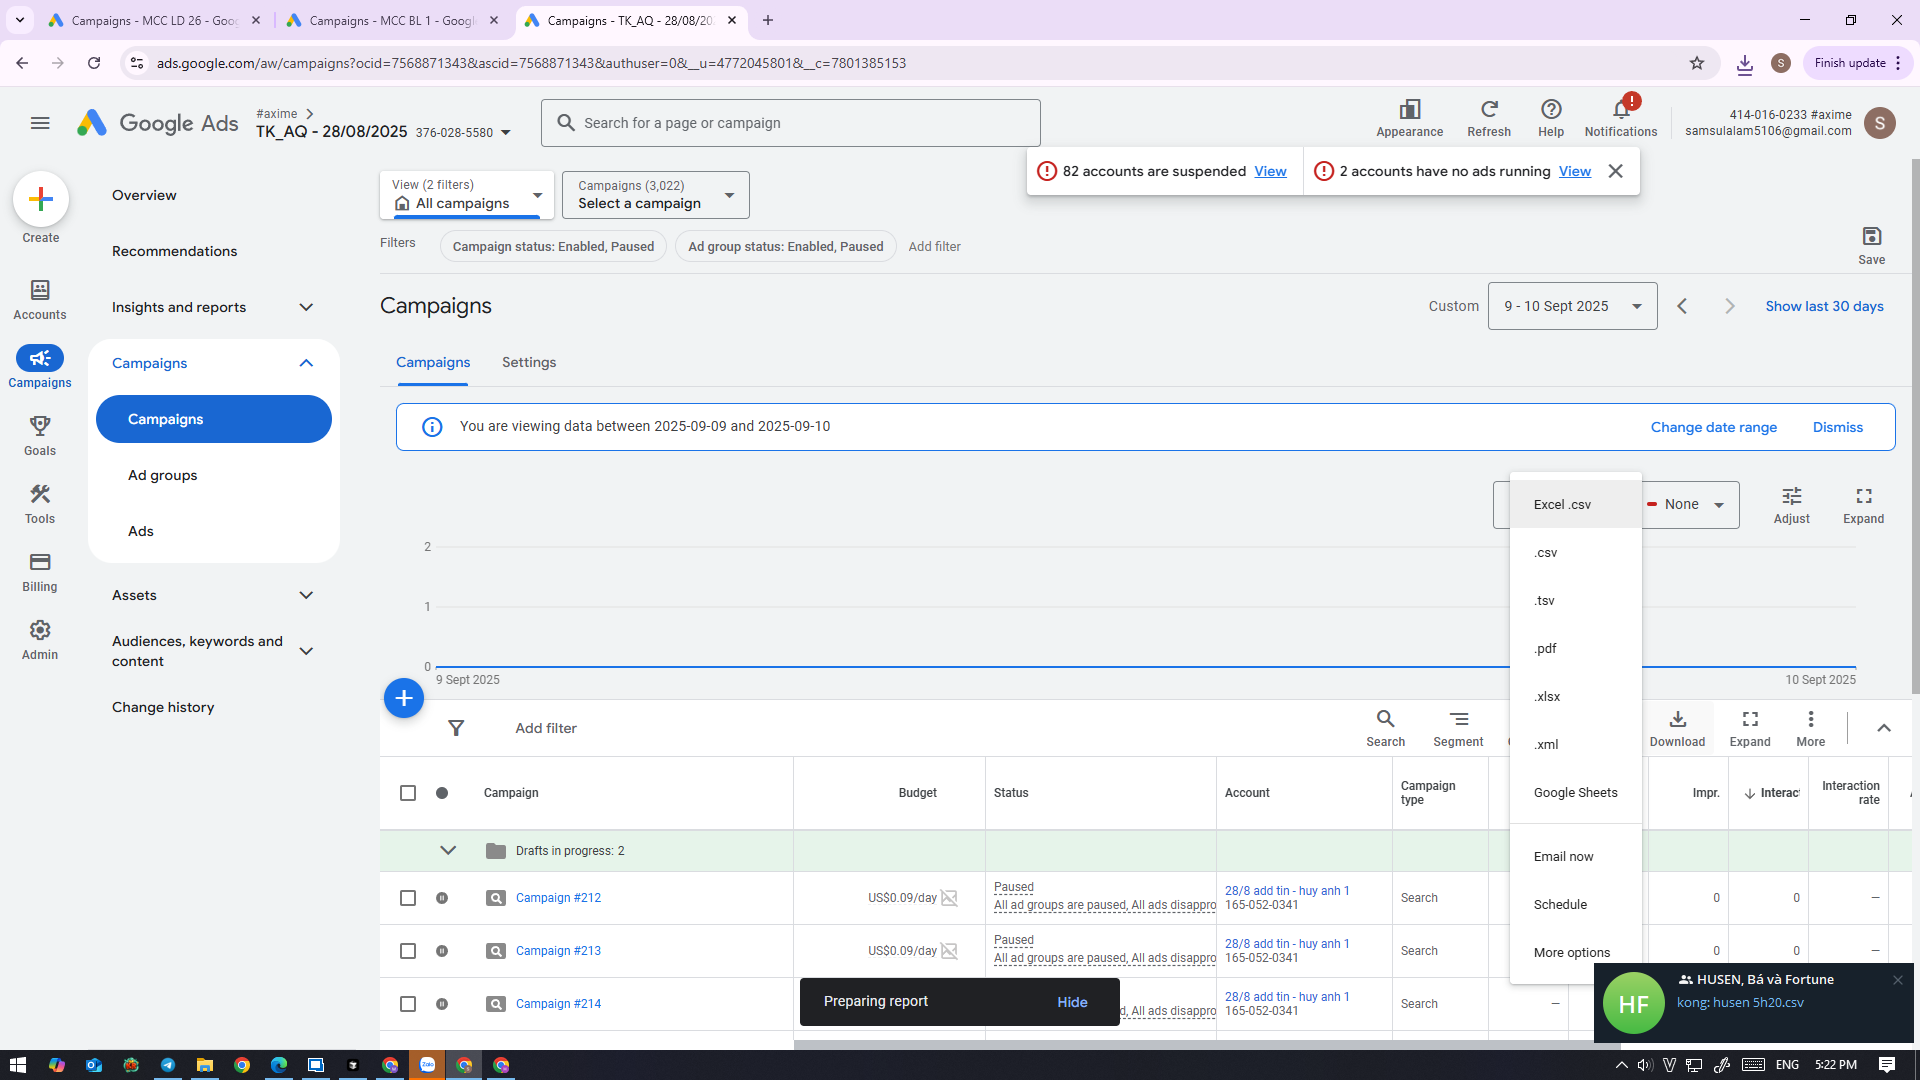 Campaigns - MCC LD 26 - Goog
Campaigns - MCC BL 1 - Google
Campaigns - TK_AQ - 28/08/202
ads.google.com/aw/campaigns?ocid=7568871343&ascid=7568871343&authuser=0&__u=4772045801&__c=7801385153
S
Finish update
Google Ads
#axime
TK_AQ - 28/08/2025 376-028-5580
Search for a page or campaign
Appearance
Refresh
Help
Notifications
414-016-0233 #axime
samsulalam5106@gmail.com
S
82 accounts are suspended View
2 accounts have no ads running View
Create
Accounts
Campaigns
Goals
Tools
Billing
Admin
Overview
Recommendations
Insights and reports
Campaigns
Campaigns
Ad groups
Ads
Assets
Audiences, keywords and
content
Change history
View (2 filters)
All campaigns
Campaigns (3,022)
Select a campaign
Filters
Campaign status: Enabled, Paused
Ad group status: Enabled, Paused
Add filter
Save
Campaigns
Custom
9 - 10 Sept 2025
Show last 30 days
Campaigns
Settings
You are viewing data between 2025-09-09 and 2025-09-10
Change date range
Dismiss
None
Adjust
Expand
2
1
0
9 Sept 2025
10 Sept 2025
Excel .csv
.csv
.tsv
.pdf
.xlsx
.xml
Google Sheets
Email now
Schedule
More options
Add filter
Search
Segment
Download
Expand
More
Campaign
Budget
Status
Account
Campaign
type
Impr.
Interact
Interaction
rate
Drafts in progress: 2
Campaign #212
US$0.09/day
Paused
All ad groups are paused, All ads disappro
28/8 add tin - huy anh 1
165-052-0341
Search
0
0
—
Campaign #213
US$0.09/day
Paused
All ad groups are paused, All ads disappro
28/8 add tin - huy anh 1
165-052-0341
Search
0
0
—
Campaign #214
d, All ads disappro
28/8 add tin - huy anh 1
165-052-0341
Search
—
Preparing report
Hide
HF
HUSEN, Bá và Fortune
kong: husen 5h20.csv
Zalo
ENG
5:22 PM